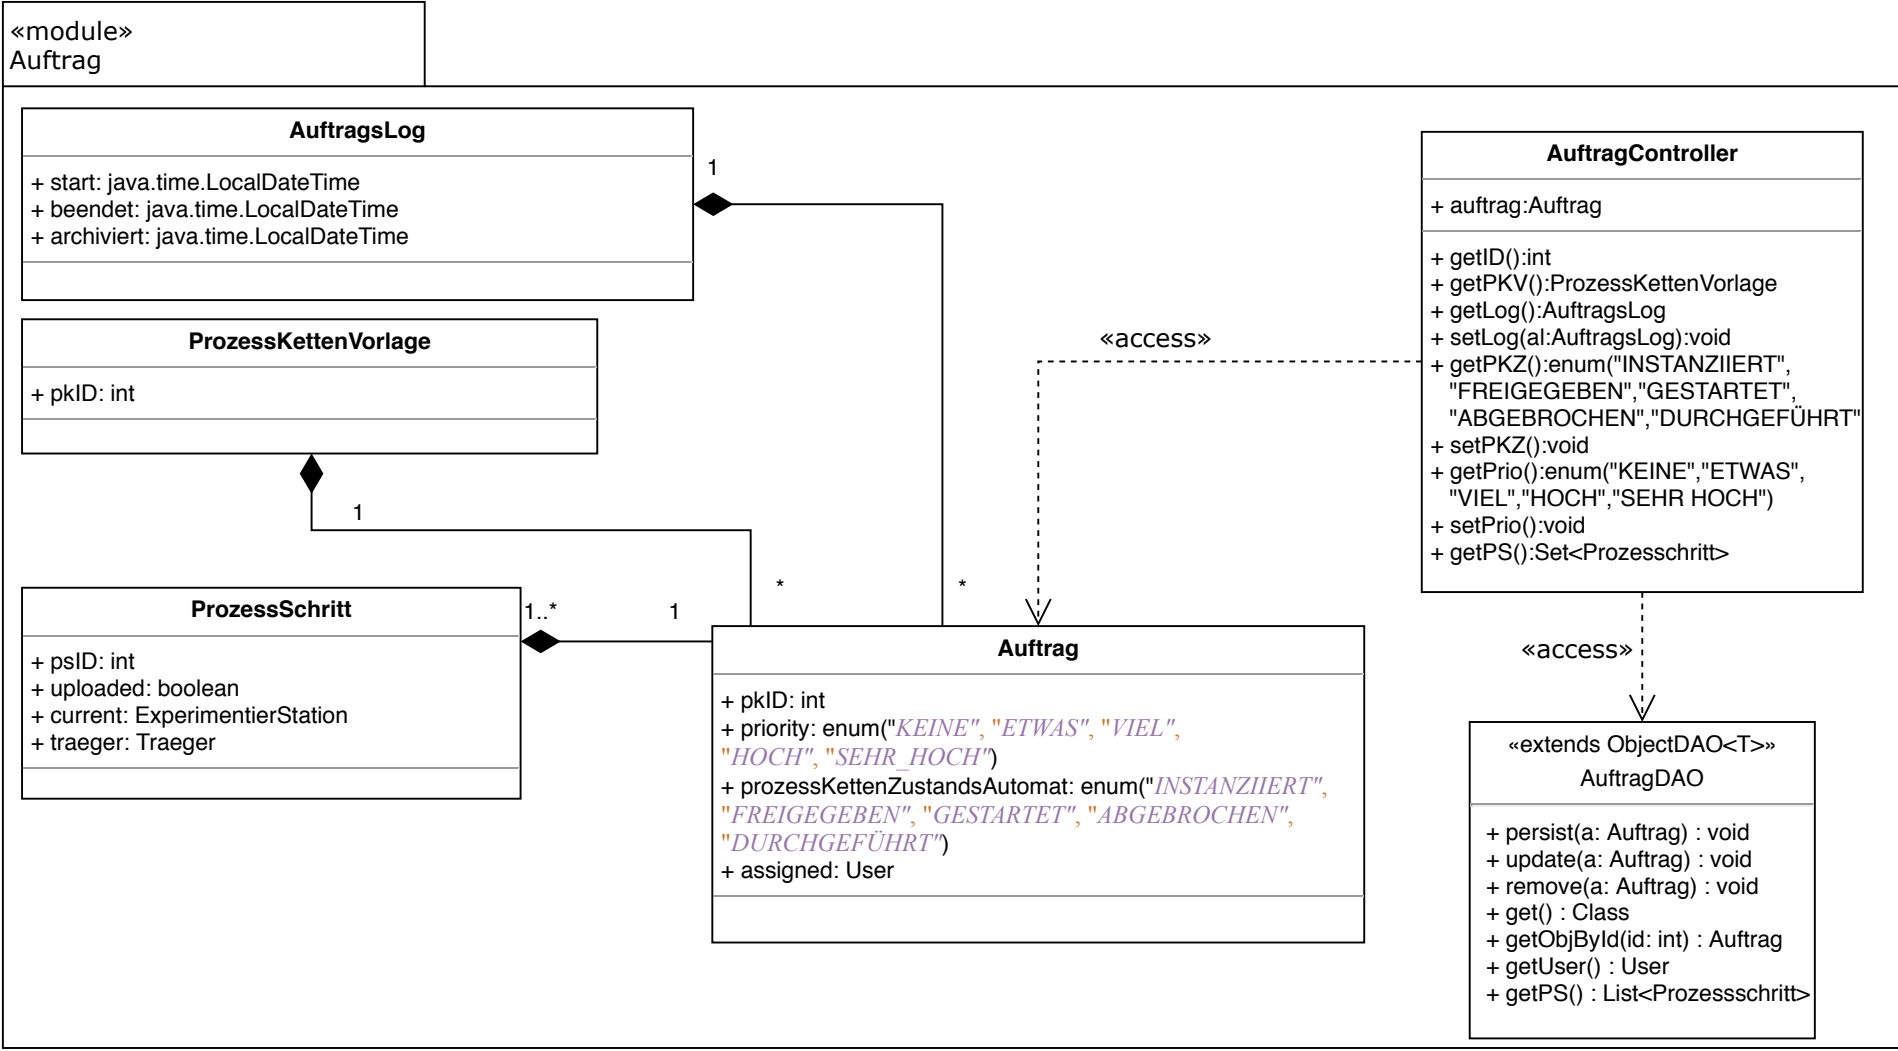 «module»
Auftrag
AuftragsLog
+ start: java.time.LocalDateTime
+ beendet: java.time.LocalDateTime
+ archiviert: java.time.LocalDateTime
1
ProzessKettenVorlage
+ pkID: int
1
*
*
ProzessSchritt
+ psID: int
+ uploaded: boolean
+ current: ExperimentierStation
+ traeger: Traeger
1..*
1
Auftrag
+ pkID: int
+ priority: enum("KEINE", "ETWAS", "VIEL",
"HOCH", "SEHR_HOCH")
+ prozessKettenZustandsAutomat: enum("INSTANZIIERT",
"FREIGEGEBEN", "GESTARTET", "ABGEBROCHEN",
"DURCHGEFÜHRT")
+ assigned: User
«access»
AuftragController
+ auftrag:Auftrag
+ getID():int
+ getPKV():ProzessKettenVorlage
+ getLog():AuftragsLog
+ setLog(al:AuftragsLog):void
+ getPKZ():enum("INSTANZIIERT",
"FREIGEGEBEN","GESTARTET",
"ABGEBROCHEN","DURCHGEFÜHRT"
+ setPKZ():void
+ getPrio():enum("KEINE","ETWAS",
"VIEL","HOCH","SEHR HOCH")
+ setPrio():void
+ getPS():Set<Prozesschritt>
«access»
«extends ObjectDAO<T>»
AuftragDAO
+ persist(a: Auftrag) : void
+ update(a: Auftrag) : void
+ remove(a: Auftrag) : void
+ get() : Class
+ getObjById(id: int) : Auftrag
+ getUser() : User
+ getPS() : List<Prozessschritt>